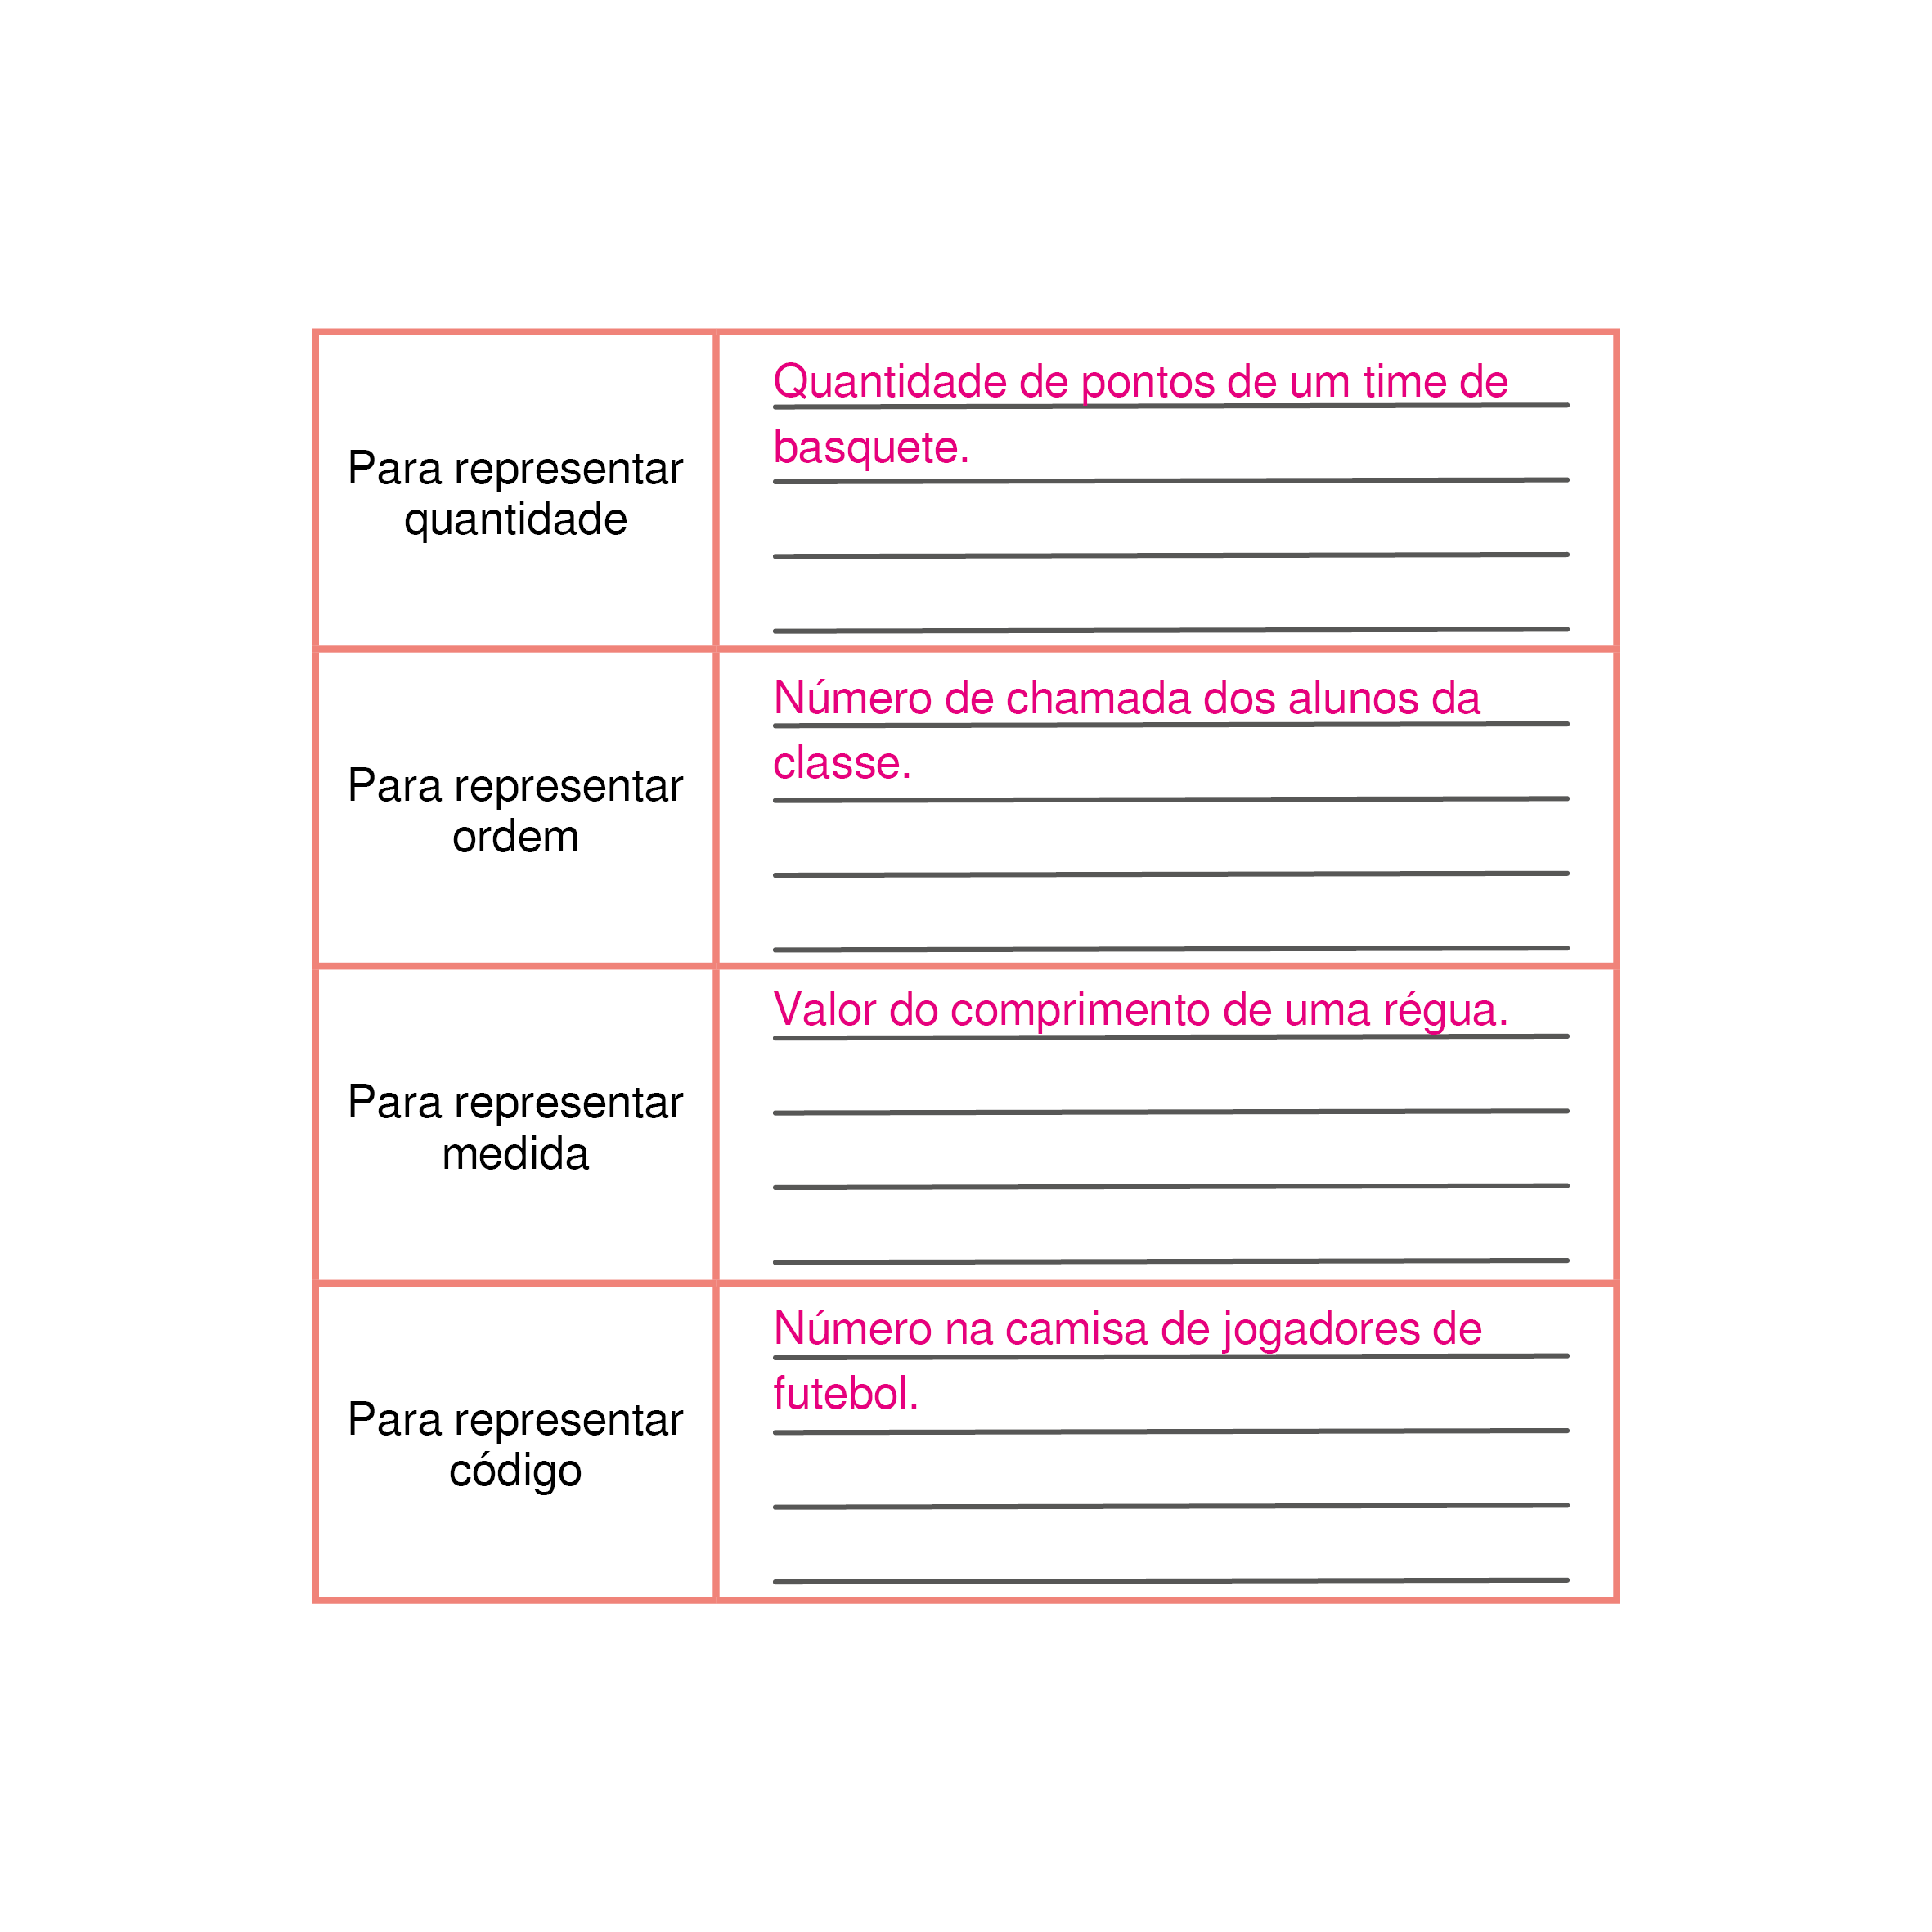 Para representar
quantidade
Quantidade de pontos de um time de
basquete.
Para representar
ordem
Número de chamada dos alunos da
classe.
Para representar
medida
Valor do comprimento de uma régua.
Para representar
código
Número na camisa de jogadores de
futebol.